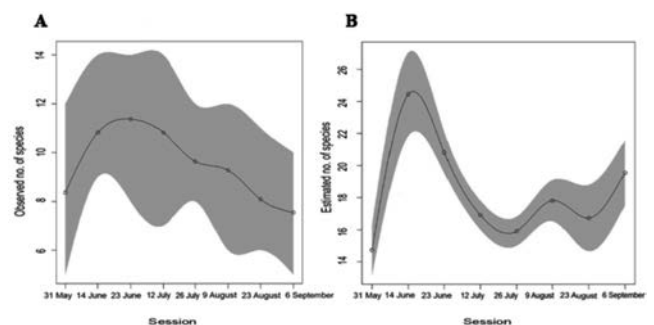 A
Observed no. of species
14
12
10
8
6
31 May 14 June 23 June 12 July 26 July 9 August 23 August 6 September
Session
B
Estimated no. of species
26
24
22
20
18
16
14
31 May 14 June 23 June 12 July 26 July 9 August 23 August 6 September
Session